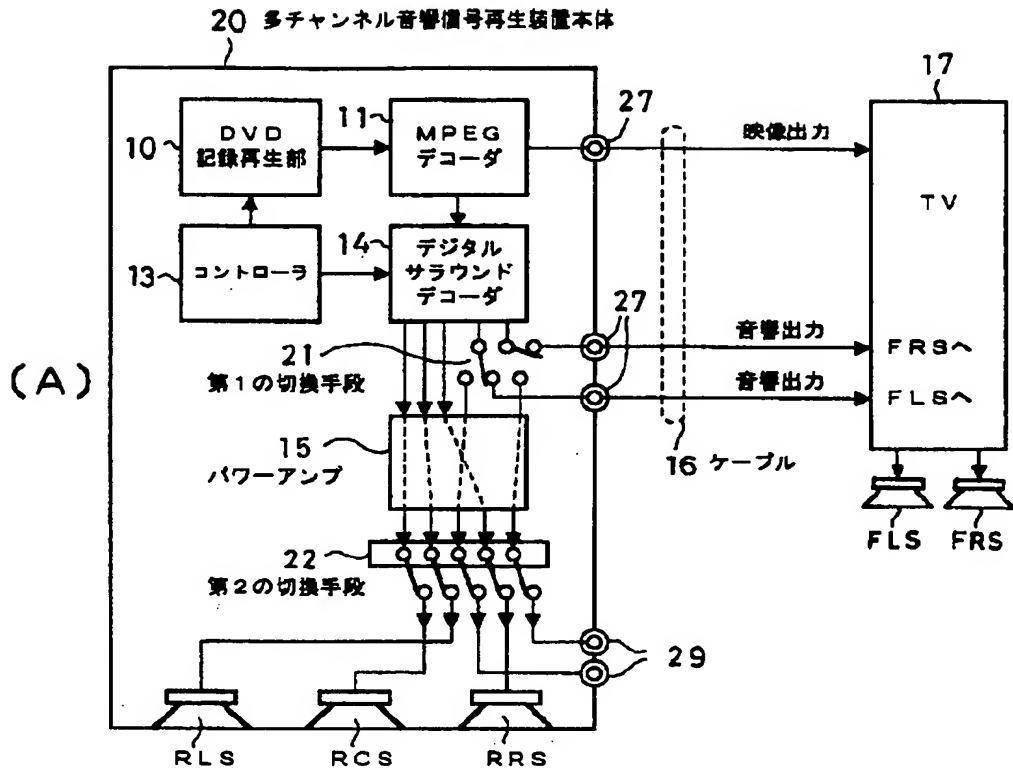 20 多チャンネル音響信号再生装置本体
17
10
DVD
記録再生部
11
MPEG
デコーダ
27
映像出力
TV
13
コントローラ
14
デジタル
サラウンド
デコーダ
27
(A)
21
第1の切換手段
音響出力
FRSへ
音響出力
FLSへ
15
パワーアンプ
16 ケーブル
FLS FRS
22
第2の切換手段
29
RLS RCS RRS